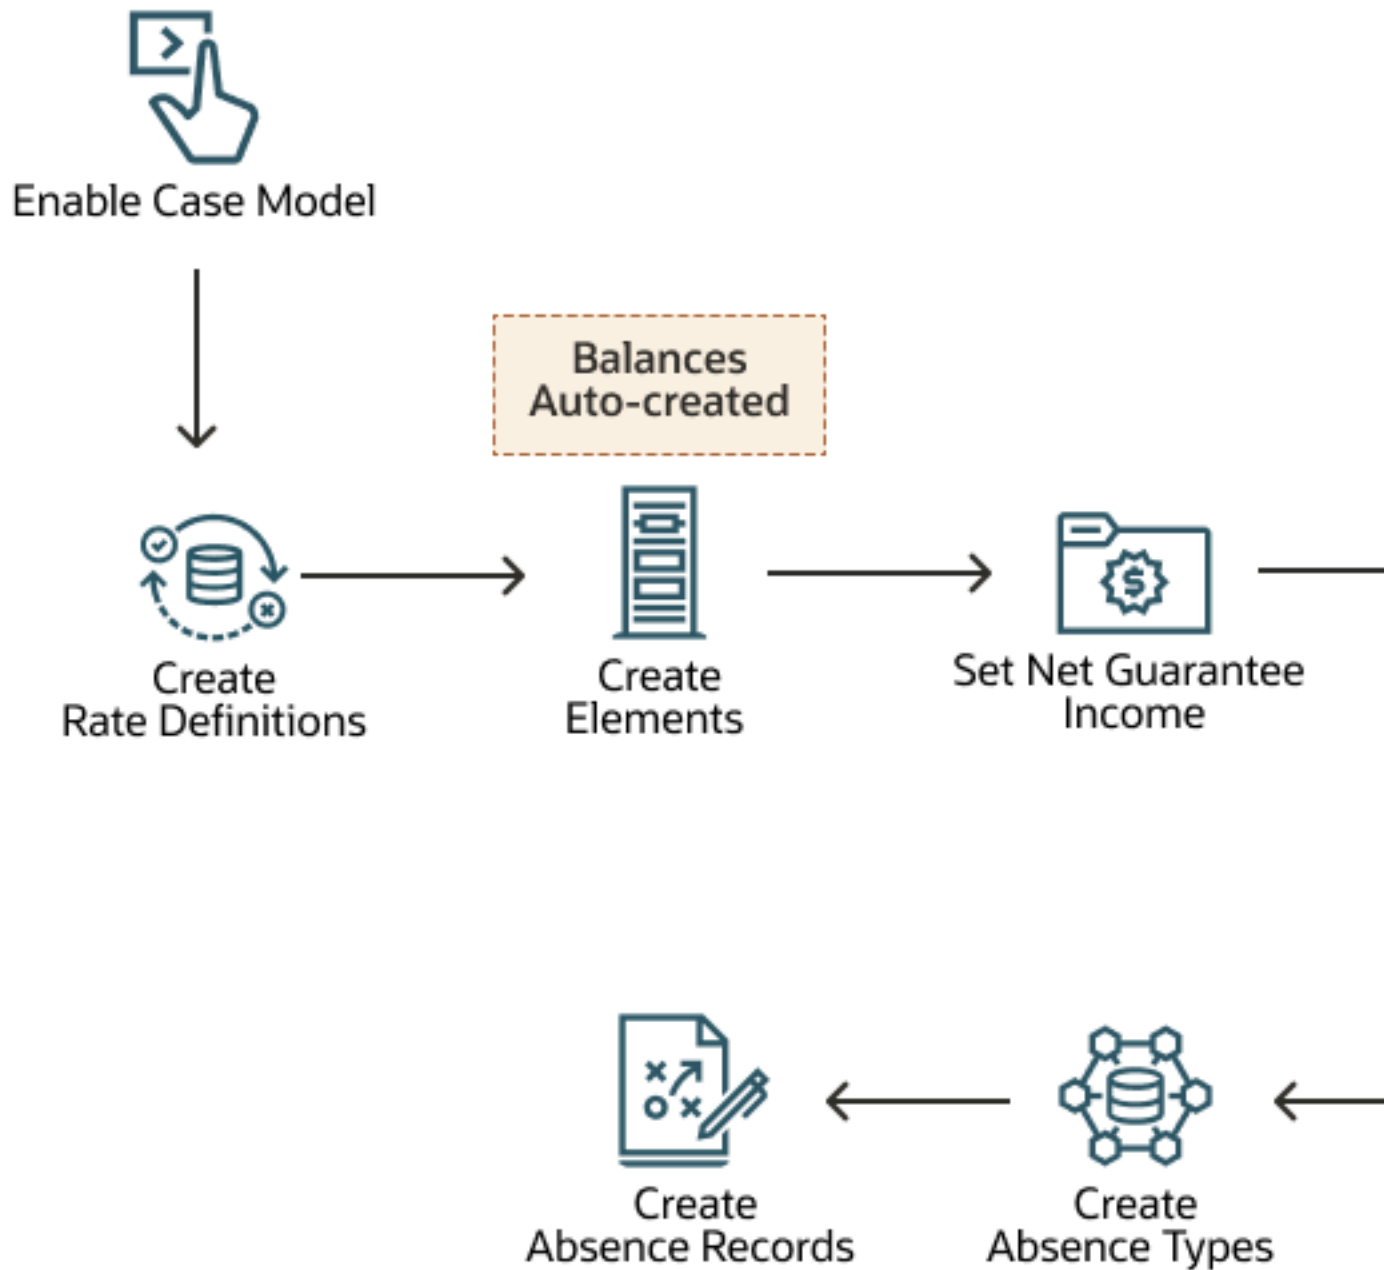 Enable Case Model
Balances
Auto-created
Create
Rate Definitions
Create
Elements
Set Net Guarantee
Income
Create
Absence Records
Create
Absence Types